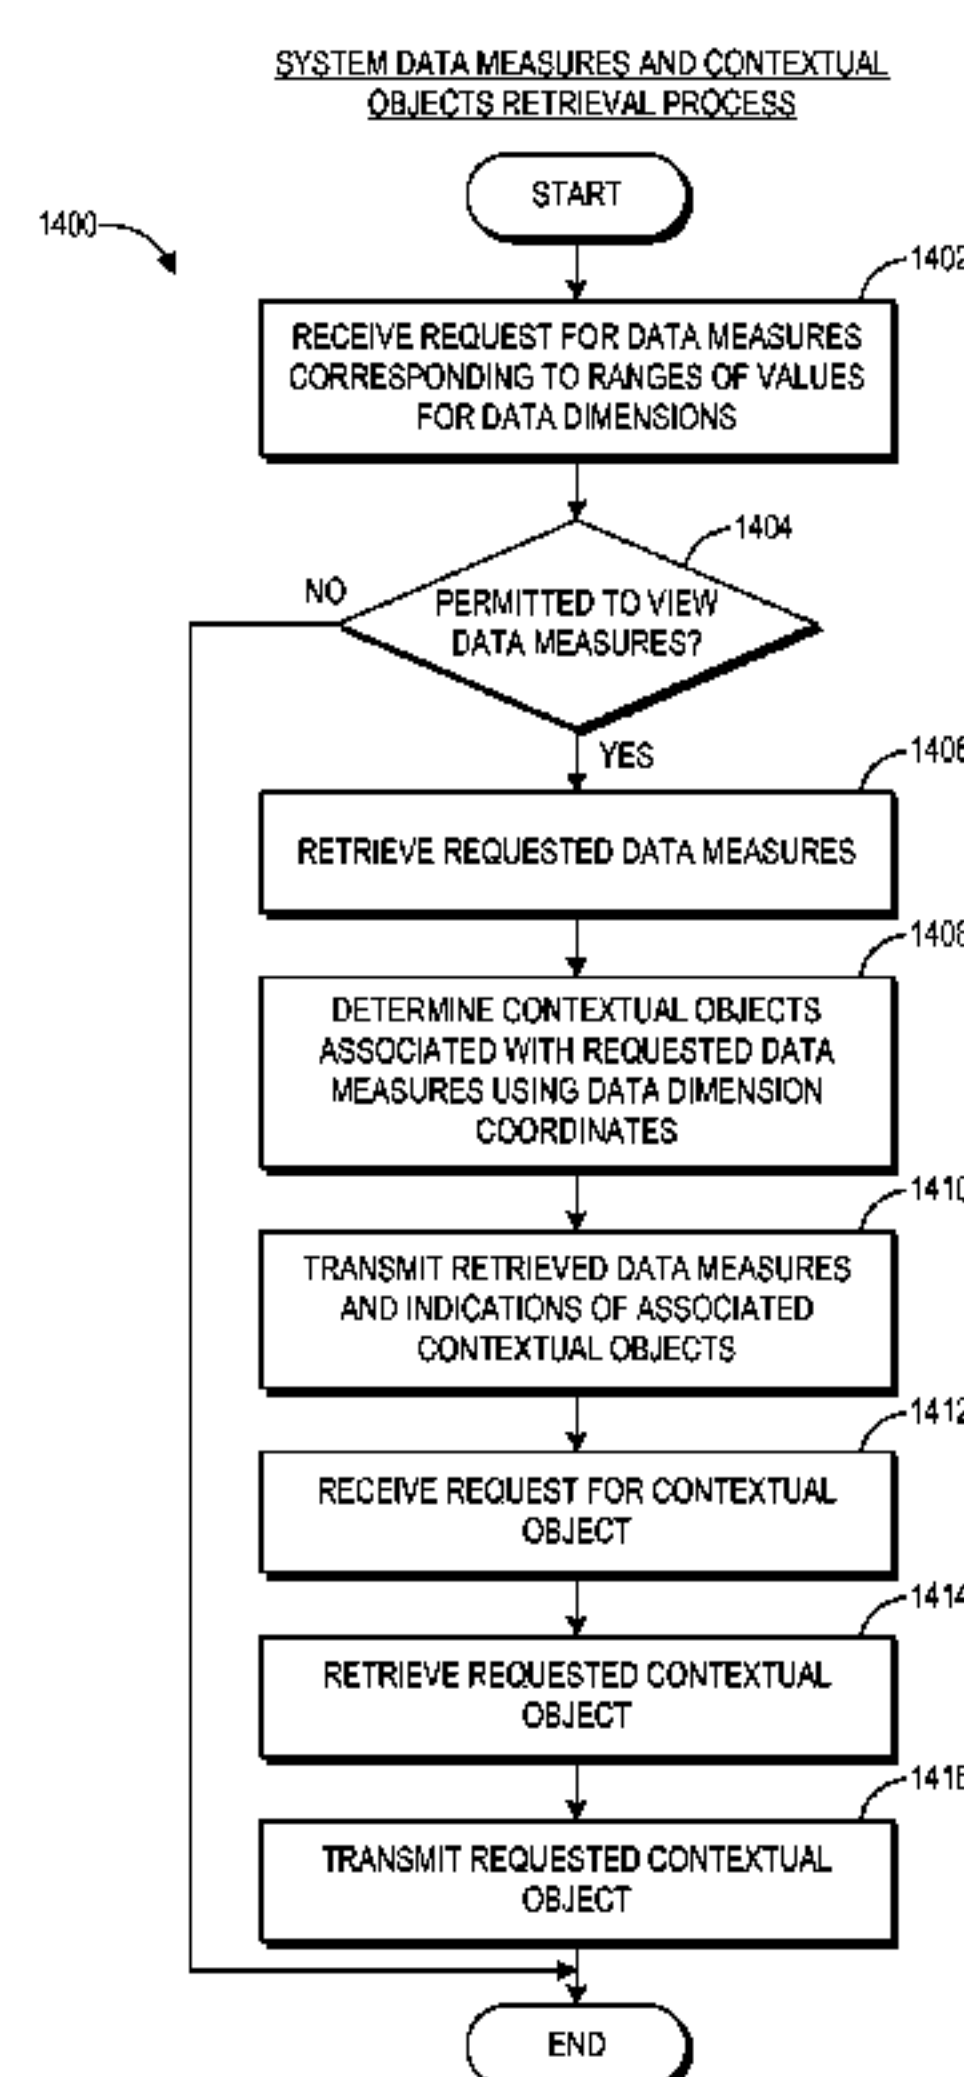 SYSTEM DATA MEASURES AND CONTEXTUAL
OBJECTS RETRIEVAL PROCESS
START
1400
1402
RECEIVE REQUEST FOR DATA MEASURES
CORRESPONDING TO RANGES OF VALUES
FOR DATA DIMENSIONS
1404
NO
PERMITTED TO VIEW
DATA MEASURES?
YES
1406
RETRIEVE REQUESTED DATA MEASURES
1408
DETERMINE CONTEXTUAL OBJECTS
ASSOCIATED WITH REQUESTED DATA
MEASURES USING DATA DIMENSION
COORDINATES
1410
TRANSMIT RETRIEVED DATA MEASURES
AND INDICATIONS OF ASSOCIATED
CONTEXTUAL OBJECTS
1412
RECEIVE REQUEST FOR CONTEXTUAL
OBJECT
1414
RETRIEVE REQUESTED CONTEXTUAL
OBJECT
1416
TRANSMIT REQUESTED CONTEXTUAL
OBJECT
END